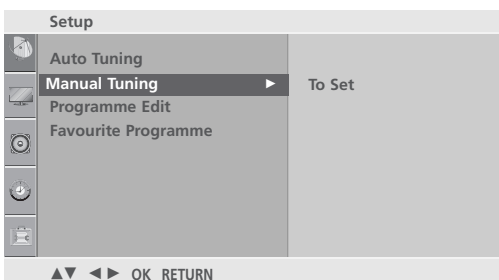 Setup
Auto Tuning
Manual Tuning ► To Set
Programme Edit
Favourite Programme
▲▼ ◄► OK RETURN